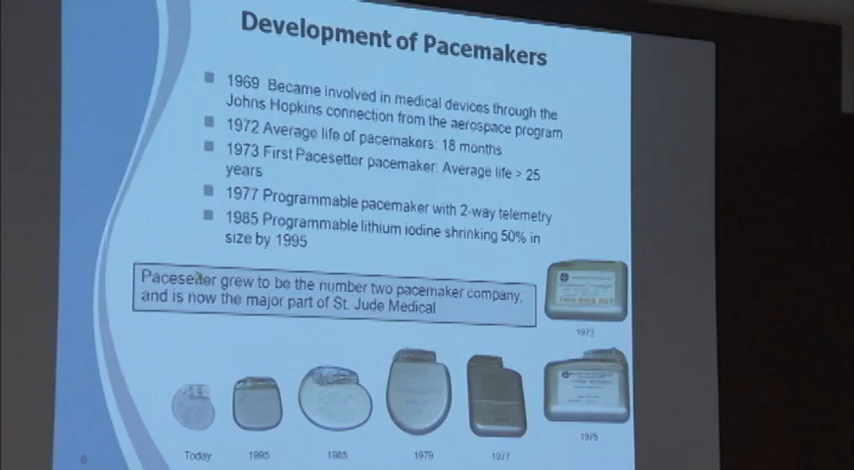 Development of Pacemakers
1969 Became involved in medical devices through the
Johns Hopkins connection from the aerospace program
1972 Average life of pacemakers: 18 months
1973 First Pacesetter pacemaker: Average life > 25
years
1977 Programmable pacemaker with 2-way telemetry
1985 Programmable lithium iodine shrinking 50% in
size by 1995
Pacesetter grew to be the number two pacemaker company,
and is now the major part of St. Jude Medical
THIS SIDE OUT
1973
Today
1995
1985
1979
1977
1975
6